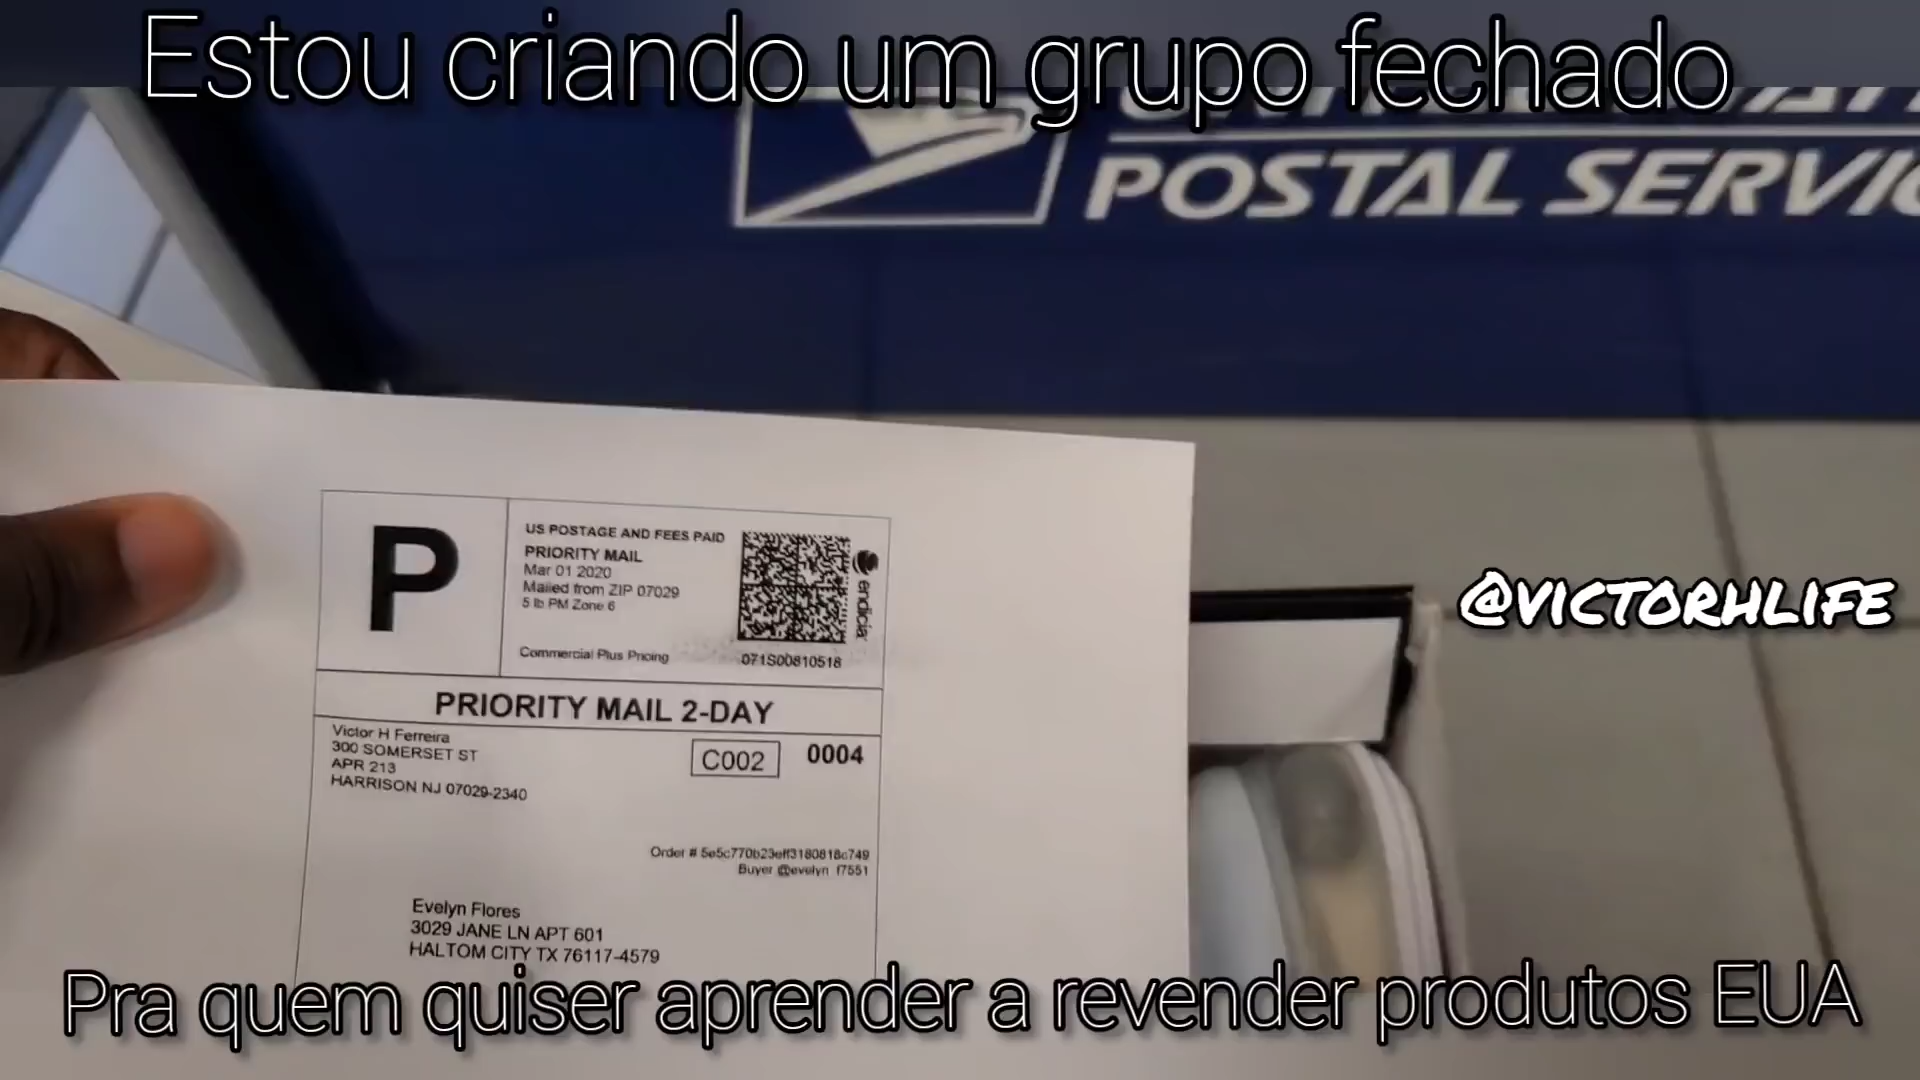 Estou criando um grupo fechado
POSTAL SERVIC
@VICTORHLIFE
P
US POSTAGE AND FEES PAID
PRIORITY MAIL
Mar 01 2020
Mailed from ZIP 07029
5 lb PM Zone 6
endicia
Commercial Plus Pricing
071S00810518
PRIORITY MAIL 2-DAY
Victor H Ferreira
300 SOMERSET ST
APR 213
HARRISON NJ 07029-2340
C002
0004
Order # 5e5c770b23eff3180818c749
Buyer @evelyn f7551
Evelyn Flores
3029 JANE LN APT 601
HALTOM CITY TX 76117-4579
Pra quem quiser aprender a revender produtos EUA